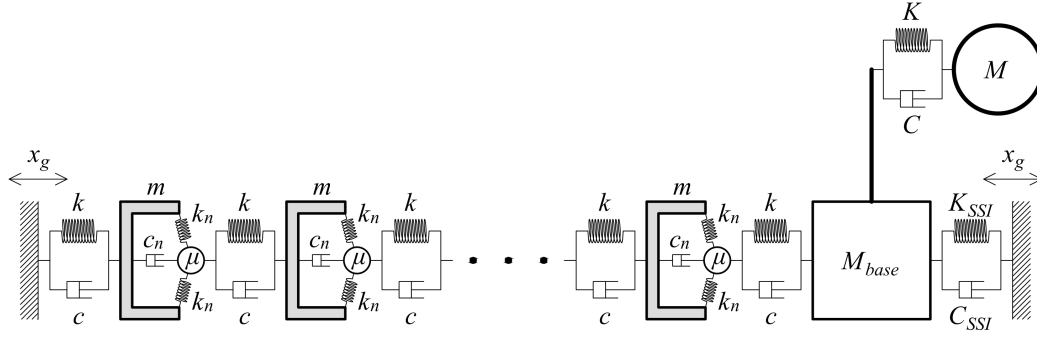 K
M
C
x_g
x_g
k m k_n k m k_n k k m k_n k K_SSI
c_n μ c_n μ c_n μ M_base
c k_n c k_n c c k_n c C_SSI